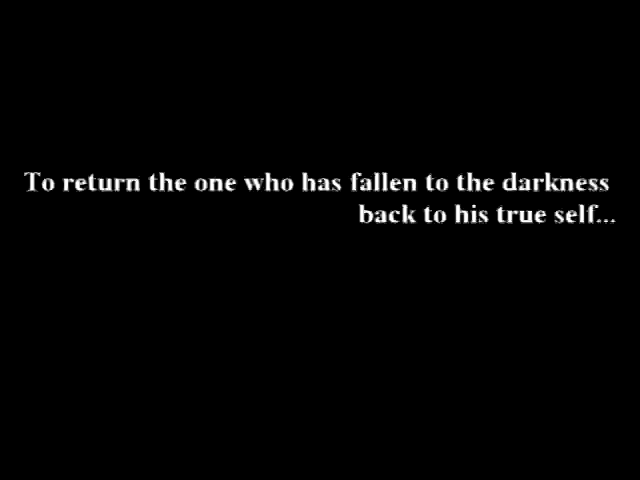 To return the one who has fallen to the darkness
back to his true self...